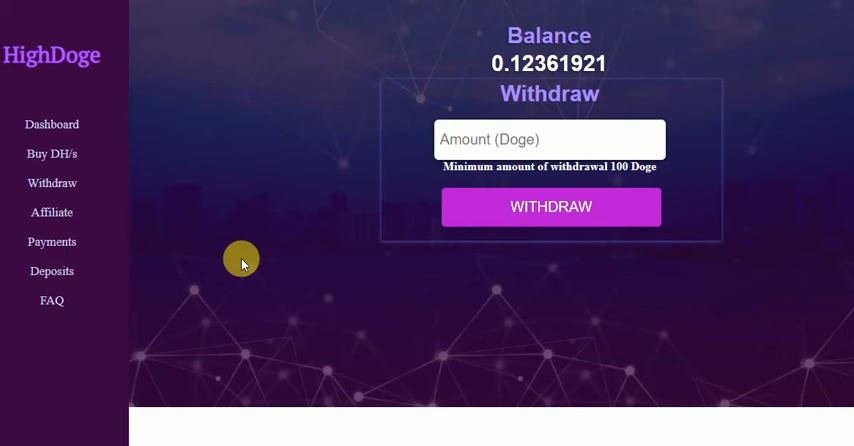 HighDoge
Dashboard
Buy DH/s
Withdraw
Affiliate
Payments
Deposits
FAQ
Balance
0.12361921
Withdraw
Amount (Doge)
Minimum amount of withdrawal 100 Doge
WITHDRAW